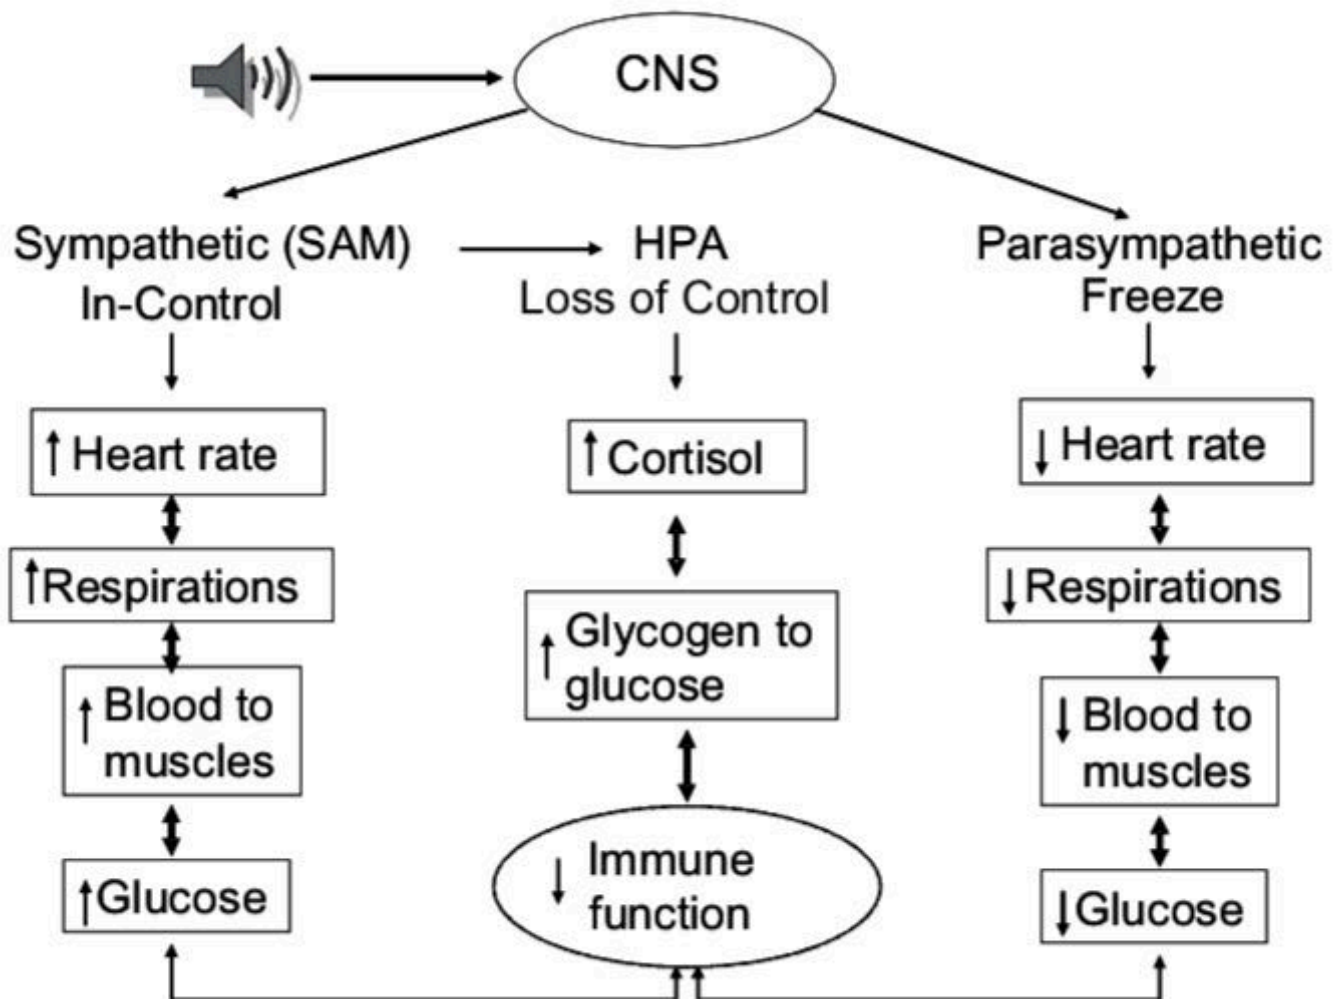 CNS
Sympathetic (SAM)
In-Control
HPA
Loss of Control
Parasympathetic
Freeze
↑ Heart rate
↑ Respirations
↑ Blood to
muscles
↑ Glucose
↑ Cortisol
↑ Glycogen to
glucose
↓ Immune
function
↓ Heart rate
↓ Respirations
↓ Blood to
muscles
↓ Glucose